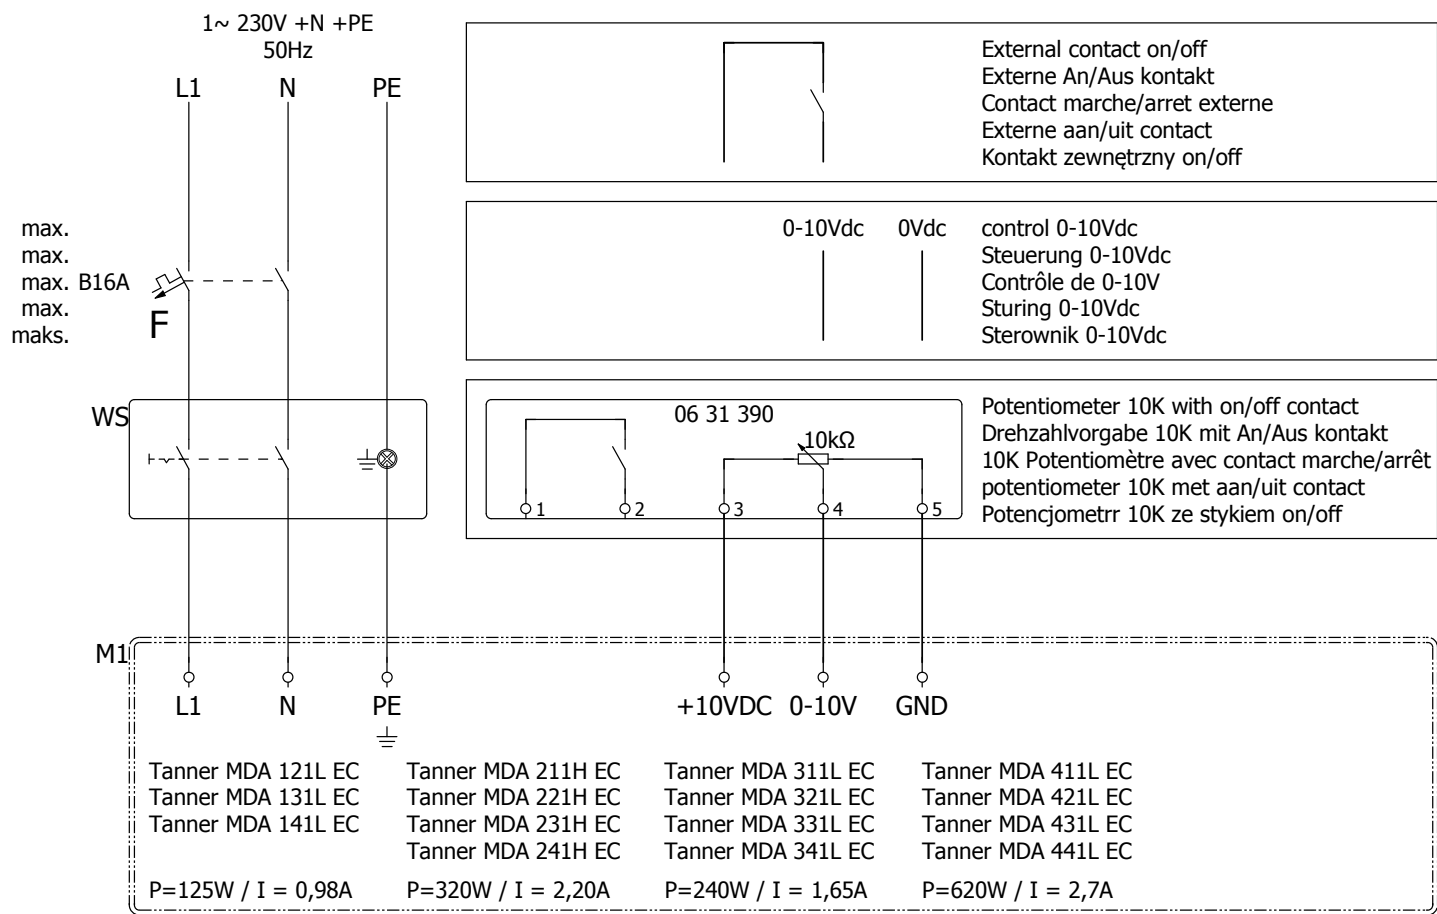 1~ 230V +N +PE
50Hz
L1 N PE
External contact on/off
Externe An/Aus kontakt
Contact marche/arret externe
Externe aan/uit contact
Kontakt zewnętrzny on/off
max.
max.
max. B16A
max.
maks.
F
0-10Vdc 0Vdc
control 0-10Vdc
Steuerung 0-10Vdc
Contrôle de 0-10V
Sturing 0-10Vdc
Sterownik 0-10Vdc
WS
06 31 390
10kΩ
1 2 3 4 5
Potentiometer 10K with on/off contact
Drehzahlvorgabe 10K mit An/Aus kontakt
10K Potentiomètre avec contact marche/arrêt
potentiometer 10K met aan/uit contact
Potencjometrr 10K ze stykiem on/off
M1
L1 N PE +10VDC 0-10V GND
Tanner MDA 121L EC Tanner MDA 211H EC Tanner MDA 311L EC Tanner MDA 411L EC
Tanner MDA 131L EC Tanner MDA 221H EC Tanner MDA 321L EC Tanner MDA 421L EC
Tanner MDA 141L EC Tanner MDA 231H EC Tanner MDA 331L EC Tanner MDA 431L EC
Tanner MDA 241H EC Tanner MDA 341L EC Tanner MDA 441L EC
P=125W / I = 0,98A P=320W / I = 2,20A P=240W / I = 1,65A P=620W / I = 2,7A